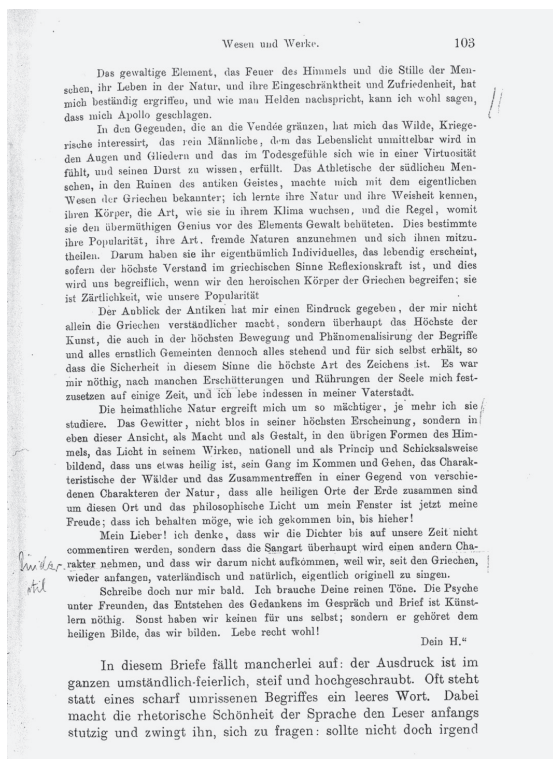 Wesen und Werke. 103
Das gewaltige Element, das Feuer des Himmels und die Stille der Men-
schen, ihr Leben in der Natur, und ihre Eingeschränktheit und Zufriedenheit, hat
mich beständig ergriffen, und wie man Helden nachspricht, kann ich wohl sagen,
dass mich Apollo geschlagen.
In den Gegenden, die an die Vendée gränzen, hat mich das Wilde, Kriege-
rische interessirt, das rein Männliche, dem das Lebenslicht unmittelbar wird in
den Augen und Gliedern und das im Todesgefühle sich wie in einer Virtuosität
fühlt, und seinen Durst zu wissen, erfüllt. Das Athletische der südlichen Men-
schen, in den Ruinen des antiken Geistes, machte mich mit dem eigentlichen
Wesen der Griechen bekannter; ich lernte ihre Natur und ihre Weisheit kennen,
ihren Körper, die Art, wie sie in ihrem Klima wuchsen, und die Regel, womit
sie den übermüthigen Genius vor des Elements Gewalt behüteten. Dies bestimmte
ihre Popularität, ihre Art. fremde Naturen anzunehmen und sich ihnen mitzu-
theilen. Darum haben sie ihr eigenthümlich Individuelles, das lebendig erscheint,
sofern der höchste Verstand im griechischen Sinne Reflexionskraft ist, und dies
wird uns begreiflich, wenn wir den heroischen Körper der Griechen begreifen; sie
ist Zärtlichkeit, wie unsere Popularität
Der Anblick der Antiken hat mir einen Eindruck gegeben, der mir nicht
allein die Griechen verständlicher macht, sondern überhaupt das Höchste der
Kunst, die auch in der höchsten Bewegung und Phänomenalisirung der Begriffe
und alles ernstlich Gemeinten dennoch alles stehend und für sich selbst erhält, so
dass die Sicherheit in diesem Sinne die höchste Art des Zeichens ist. Es war
mir nöthig, nach manchen Erschütterungen und Rührungen der Seele mich fest-
zusetzen auf einige Zeit, und ich lebe indessen in meiner Vaterstadt.
Die heimathliche Natur ergreift mich um so mächtiger, je mehr ich sie
studiere. Das Gewitter, nicht blos in seiner höchsten Erscheinung, sondern in
eben dieser Ansicht, als Macht und als Gestalt, in den übrigen Formen des Him-
mels, das Licht in seinem Wirken, nationell und als Princip und Schicksalsweise
bildend, dass uns etwas heilig ist, sein Gang im Kommen und Gehen, das Charak-
teristische der Wälder und das Zusammentreffen in einer Gegend von verschie-
denen Charakteren der Natur, dass alle heiligen Orte der Erde zusammen sind
um diesen Ort und das philosophische Licht um mein Fenster ist jetzt meine
Freude; dass ich behalten möge, wie ich gekommen bin, bis hieher!
Mein Lieber! ich denke, dass wir die Dichter bis auf unsere Zeit nicht
commentiren werden, sondern dass die Sangart überhaupt wird einen andern Cha-
rakter nehmen, und dass wir darum nicht aufkommen, weil wir, seit den Griechen,
wieder anfangen, vaterländisch und natürlich, eigentlich originell zu singen.
Schreibe doch nur mir bald. Ich brauche Deine reinen Töne. Die Psyche
unter Freunden, das Entstehen des Gedankens im Gespräch und Brief ist Künst-
lern nöthig. Sonst haben wir keinen für uns selbst; sondern er gehöret dem
heiligen Bilde, das wir bilden. Lebe recht wohl!
Dein H.“
In diesem Briefe fällt mancherlei auf: der Ausdruck ist im
ganzen umständlich-feierlich, steif und hochgeschraubt. Oft steht
statt eines scharf umrissenen Begriffes ein leeres Wort. Dabei
macht die rhetorische Schönheit der Sprache den Leser anfangs
stutzig und zwingt ihn, sich zu fragen: sollte nicht doch irgend